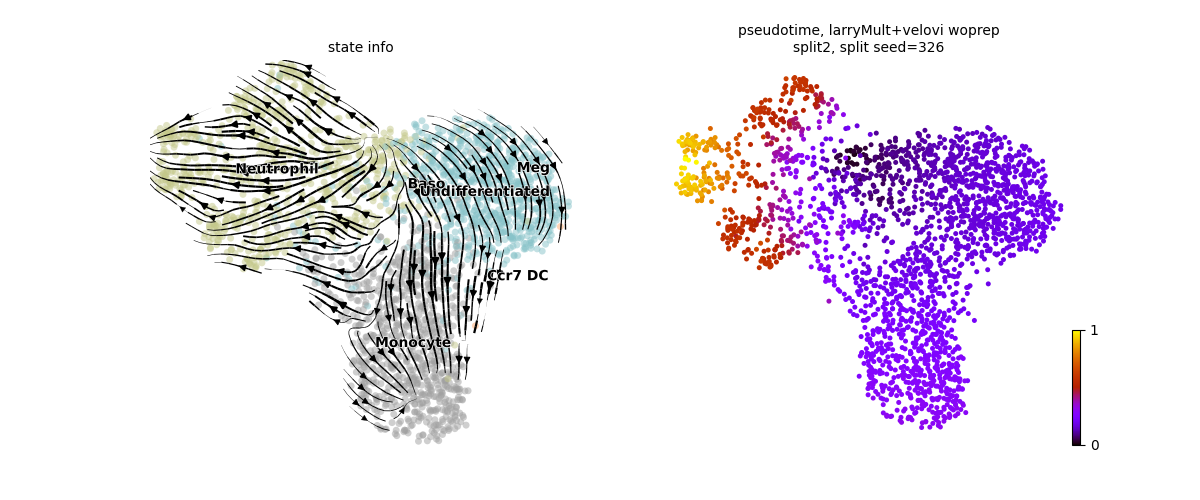 state info
Neutrophil
Meg
Baso
Undifferentiated
Ccr7 DC
Monocyte
pseudotime, larryMult+velovi woprep
split2, split seed=326
1
0